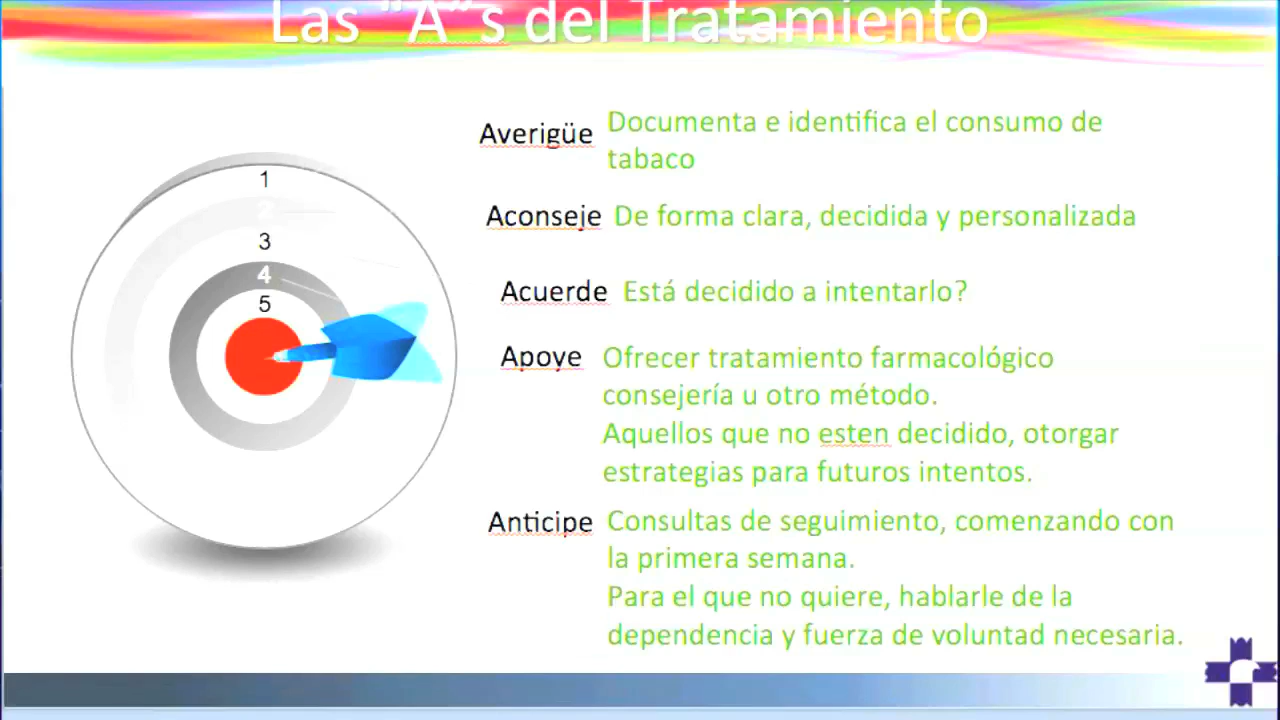 Las "A"s del Tratamiento
1
2
3
4
5
Averigüe
Documenta e identifica el consumo de
tabaco
Aconseje
De forma clara, decidida y personalizada
Acuerde
Está decidido a intentarlo?
Apoye
Ofrecer tratamiento farmacológico
consejería u otro método.
Aquellos que no esten decidido, otorgar
estrategias para futuros intentos.
Anticipe
Consultas de seguimiento, comenzando con
la primera semana.
Para el que no quiere, hablarle de la
dependencia y fuerza de voluntad necesaria.